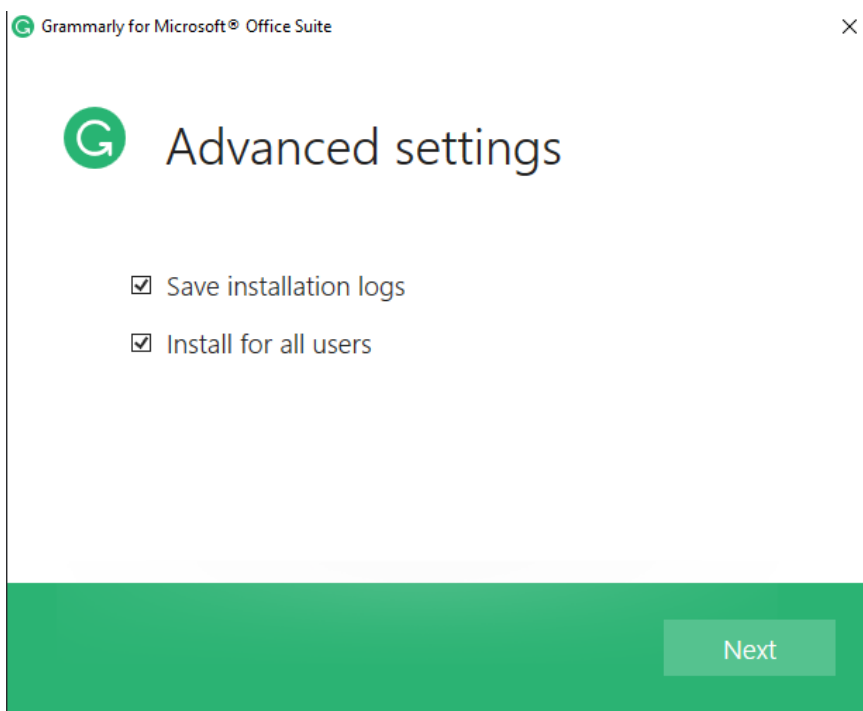 Grammarly for Microsoft® Office Suite
Advanced settings
Save installation logs
Install for all users
Next